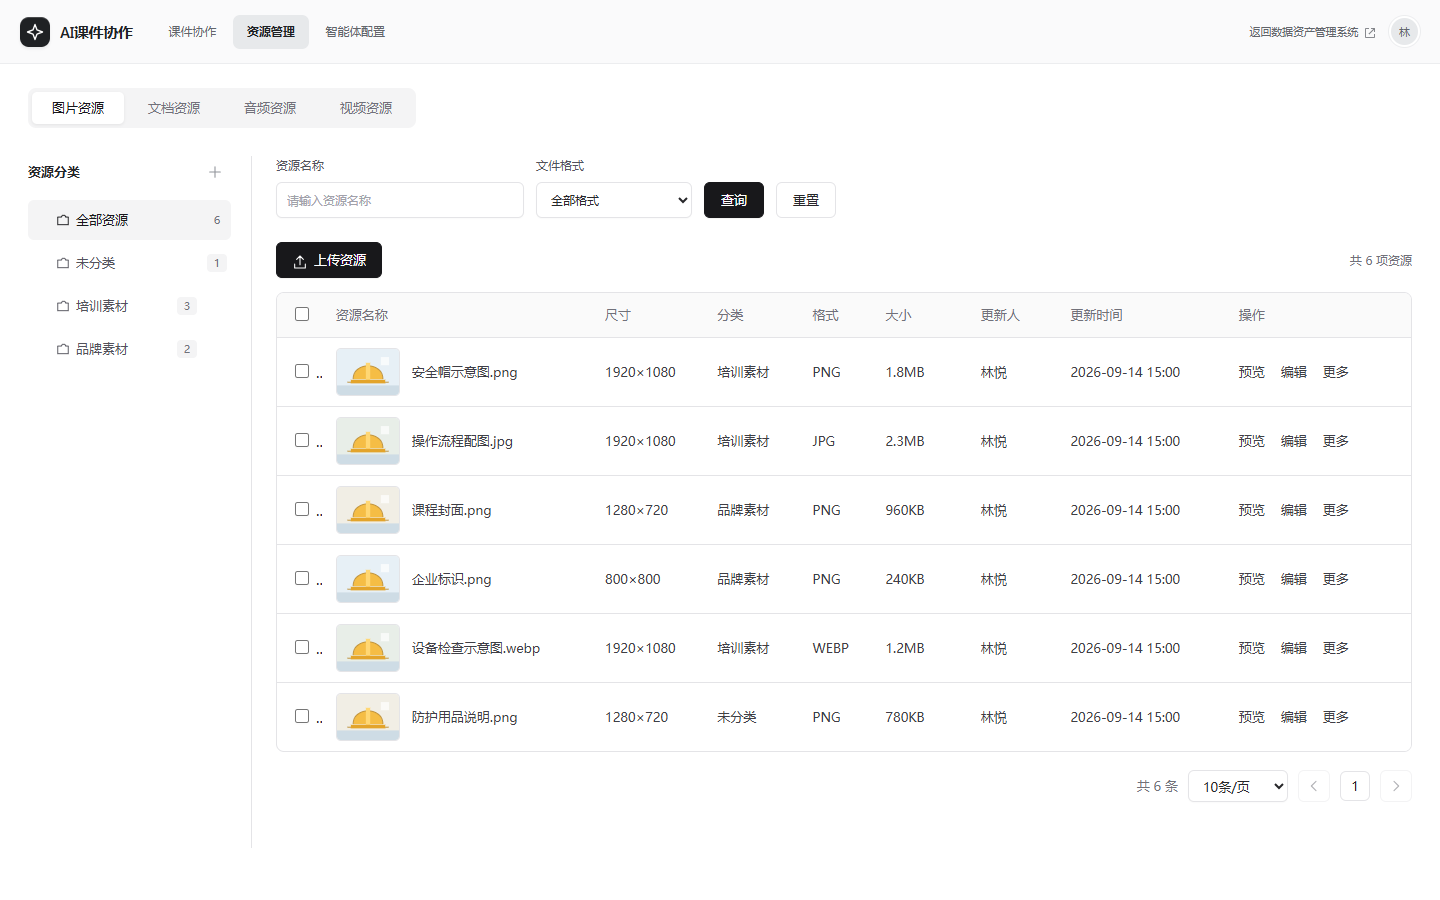 AI课件协作 课件协作 资源管理 智能体配置 返回数据资产管理系统 林
图片资源 文档资源 音频资源 视频资源
资源分类
全部资源 6
未分类 1
培训素材 3
品牌素材 2
资源名称 文件格式
请输入资源名称 全部格式 查询 重置
上传资源 共 6 项资源
资源名称 尺寸 分类 格式 大小 更新人 更新时间 操作
.. 安全帽示意图.png 1920×1080 培训素材 PNG 1.8MB 林悦 2026-09-14 15:00 预览 编辑 更多
.. 操作流程配图.jpg 1920×1080 培训素材 JPG 2.3MB 林悦 2026-09-14 15:00 预览 编辑 更多
.. 课程封面.png 1280×720 品牌素材 PNG 960KB 林悦 2026-09-14 15:00 预览 编辑 更多
.. 企业标识.png 800×800 品牌素材 PNG 240KB 林悦 2026-09-14 15:00 预览 编辑 更多
.. 设备检查示意图.webp 1920×1080 培训素材 WEBP 1.2MB 林悦 2026-09-14 15:00 预览 编辑 更多
.. 防护用品说明.png 1280×720 未分类 PNG 780KB 林悦 2026-09-14 15:00 预览 编辑 更多
共 6 条 10条/页 1